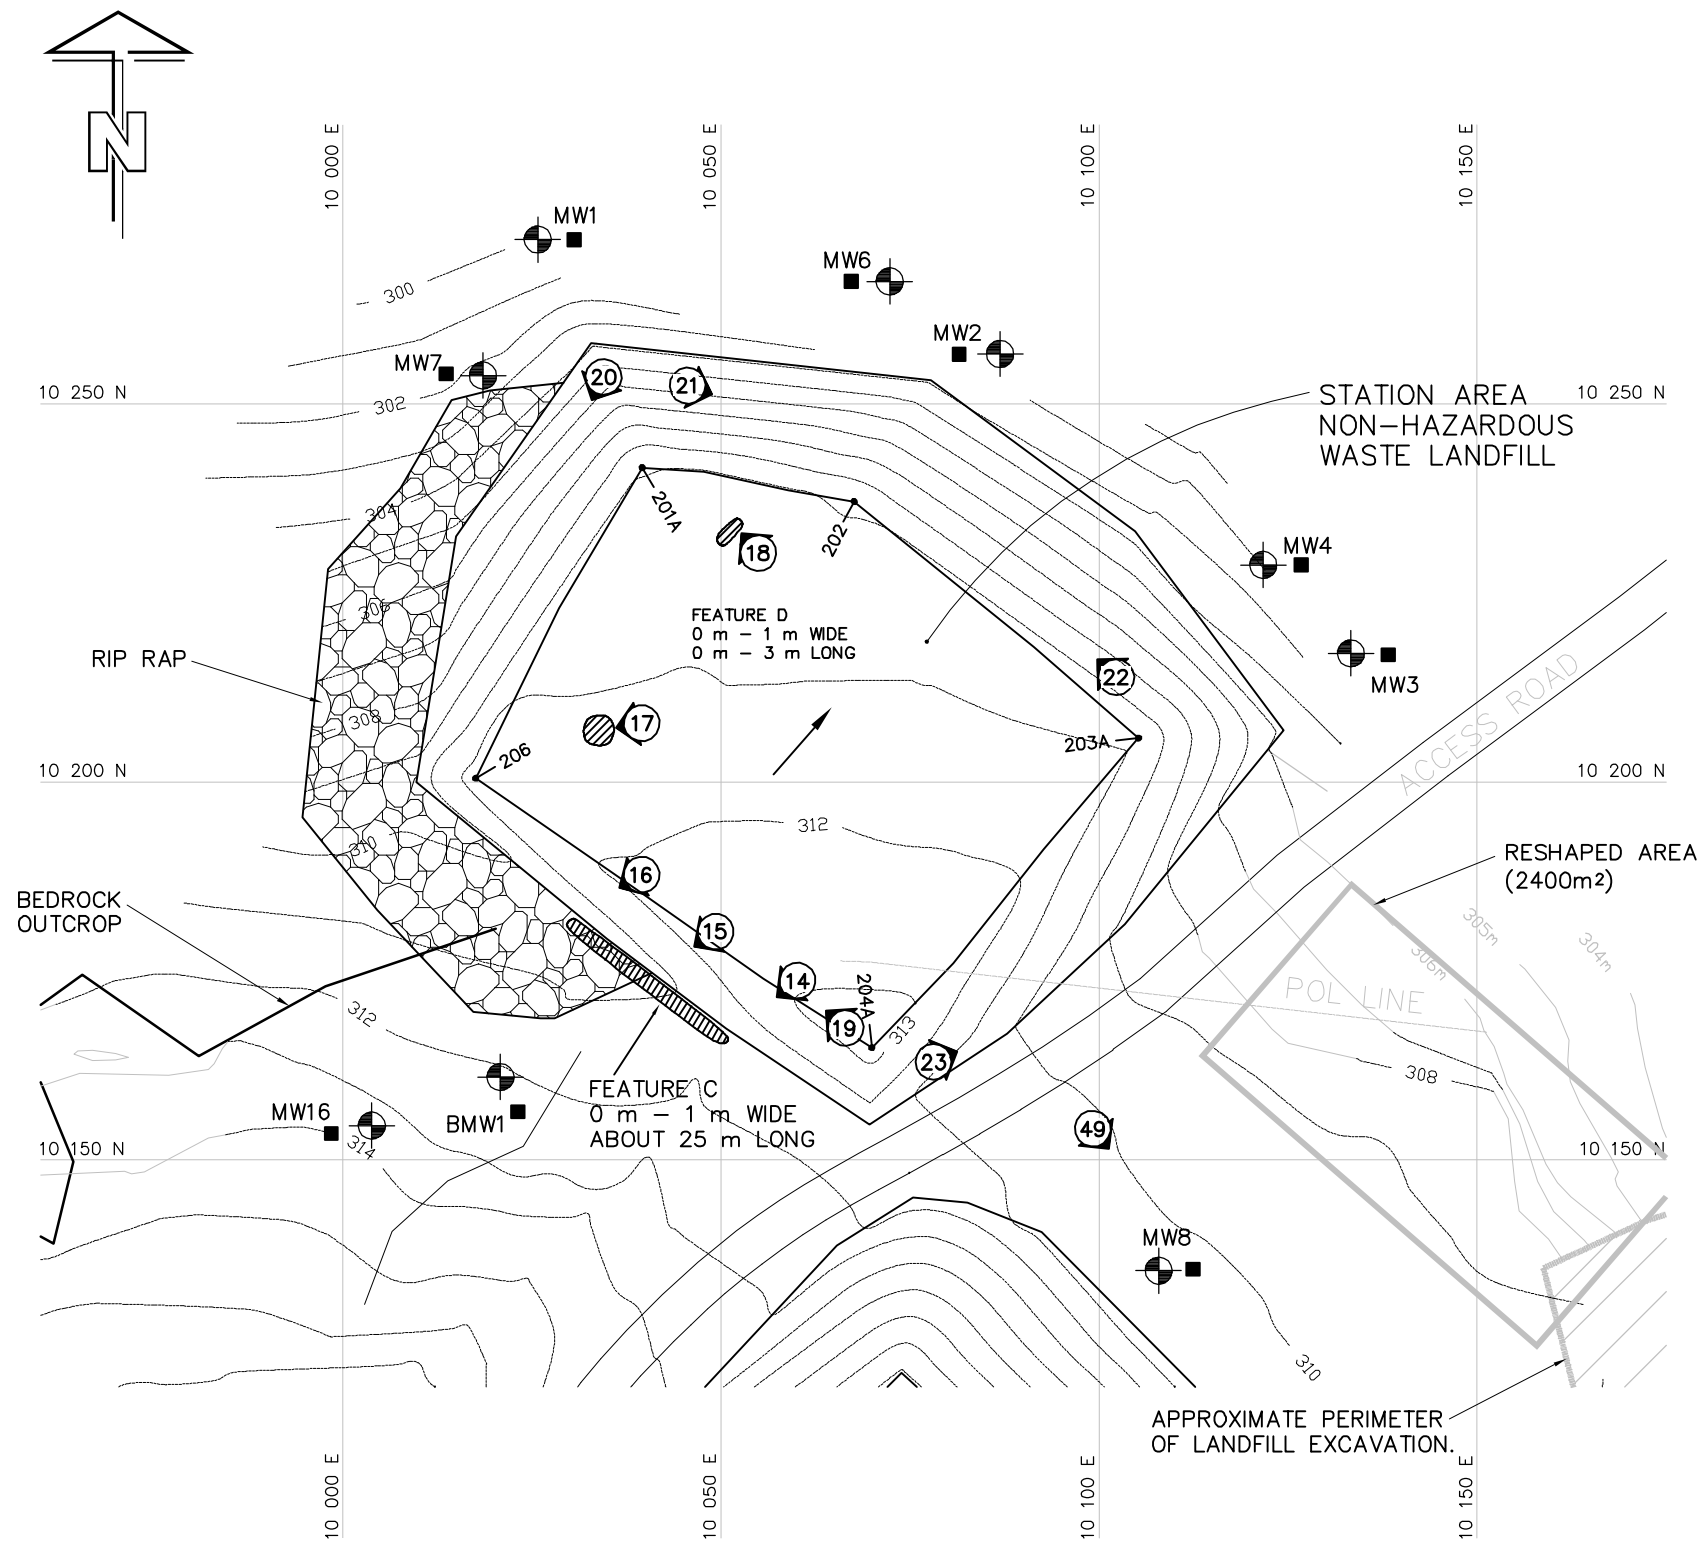 N
10 000 E
10 050 E
10 100 E
10 150 E
MW1
MW6
300
MW2
MW7
302
10 250 N
20
21
STATION AREA
NON-HAZARDOUS
WASTE LANDFILL
10 250 N
304
201A
202
18
MW4
306
FEATURE D
0 m - 1 m WIDE
0 m - 3 m LONG
RIP RAP
22
MW3
308
17
203A
ACCESS ROAD
206
10 200 N
10 200 N
312
310
16
RESHAPED AREA
(2400m²)
BEDROCK
OUTCROP
15
305m
304m
306m
14
204A
POL LINE
312
19
313
23
308
FEATURE C
0 m - 1 m WIDE
ABOUT 25 m LONG
MW16
BMW1
49
314
10 150 N
10 150 N
MW8
310
APPROXIMATE PERIMETER
OF LANDFILL EXCAVATION.
10 000 E
10 050 E
10 100 E
10 150 E